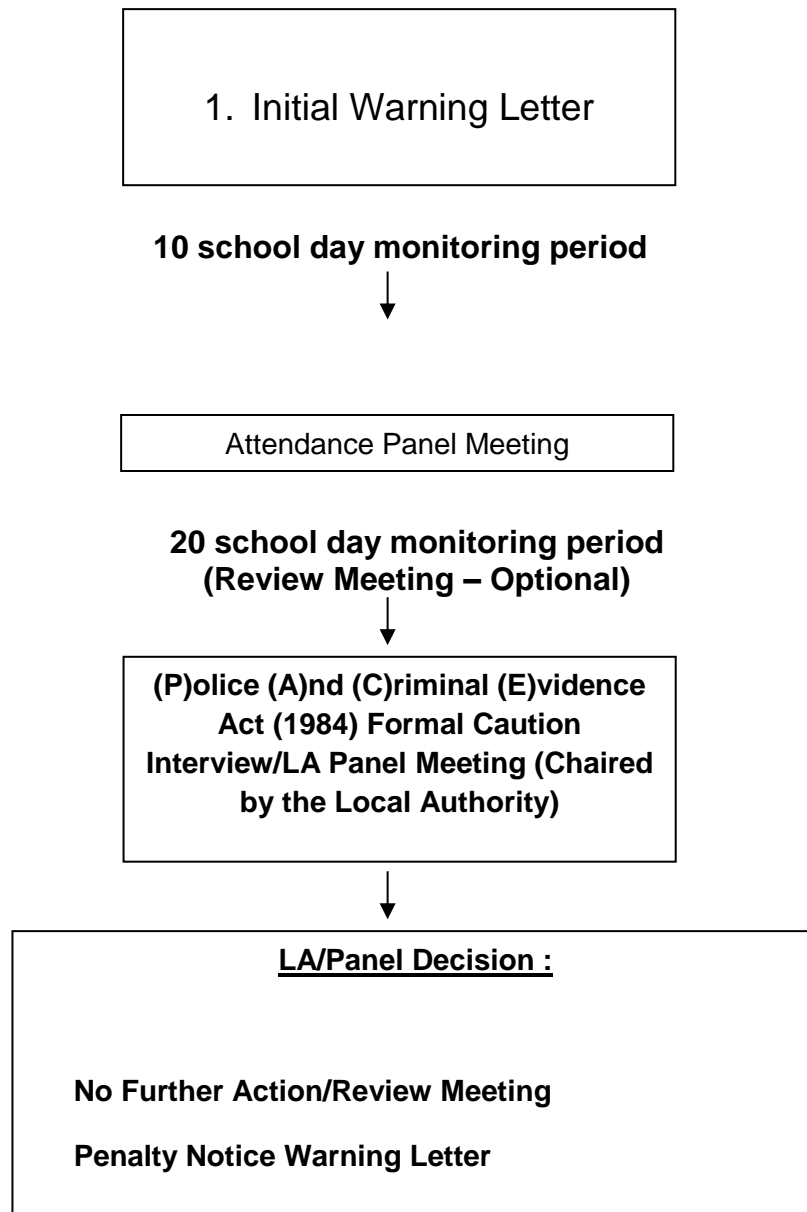 1. Initial Warning Letter
10 school day monitoring period
Attendance Panel Meeting
20 school day monitoring period
(Review Meeting – Optional)
(P)olice (A)nd (C)riminal (E)vidence
Act (1984) Formal Caution
Interview/LA Panel Meeting (Chaired
by the Local Authority)
LA/Panel Decision :
No Further Action/Review Meeting
Penalty Notice Warning Letter